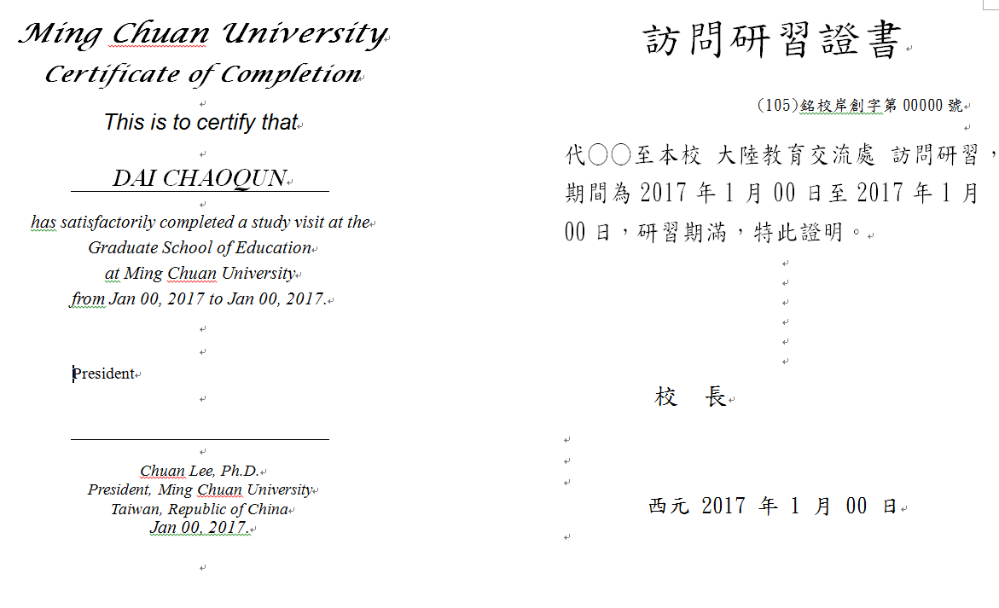 Ming Chuan University
Certificate of Completion
This is to certify that
DAI CHAOQUN
has satisfactorily completed a study visit at the
Graduate School of Education
at Ming Chuan University
from Jan 00, 2017 to Jan 00, 2017.
President
Chuan Lee, Ph.D.
President, Ming Chuan University
Taiwan, Republic of China
Jan 00, 2017.
訪問研習證書
(105)銘校岸創字第 00000 號
代○○至本校 大陸教育交流處 訪問研習，
期間為 2017 年 1 月 00 日至 2017 年 1 月
00 日，研習期滿，特此證明。
校 長
西元 2017 年 1 月 00 日